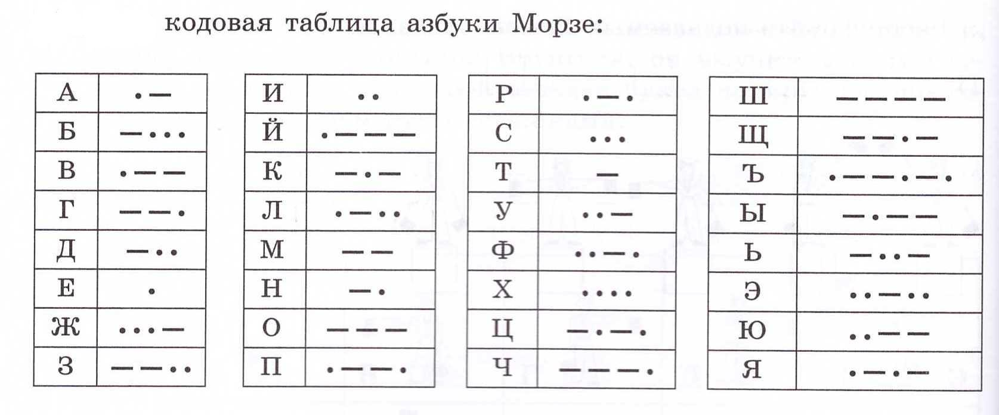 кодовая таблица азбуки Морзе:
А •— И •• Р •—• Ш ————
Б —••• Й •——— С ••• Щ ——•—
В •—— К —•— Т — Ъ •——•—•
Г ——• Л •—•• У ••— Ы —•——
Д —•• М —— Ф ••—• Ь —••—
Е • Н —• Х •••• Э ••—••
Ж •••— О ——— Ц —•—• Ю ••——
З ——•• П •——• Ч ———• Я •—•—